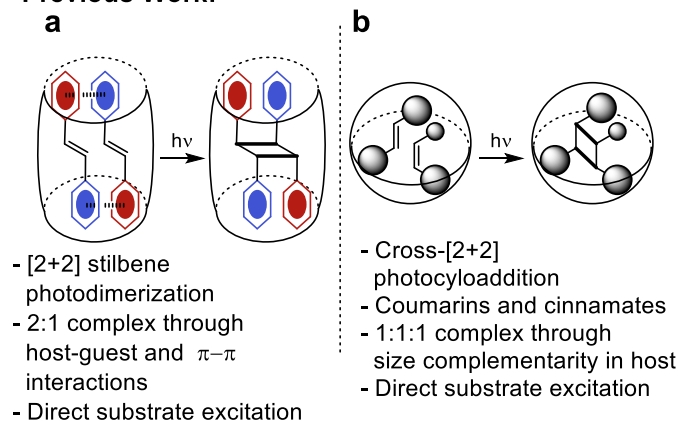 Previous Work:
a
b
hν
hν
- [2+2] stilbene
photodimerization
- 2:1 complex through
host-guest and π−π
interactions
- Direct substrate excitation
- Cross-[2+2]
photocyloaddition
- Coumarins and cinnamates
- 1:1:1 complex through
size complementarity in host
- Direct substrate excitation